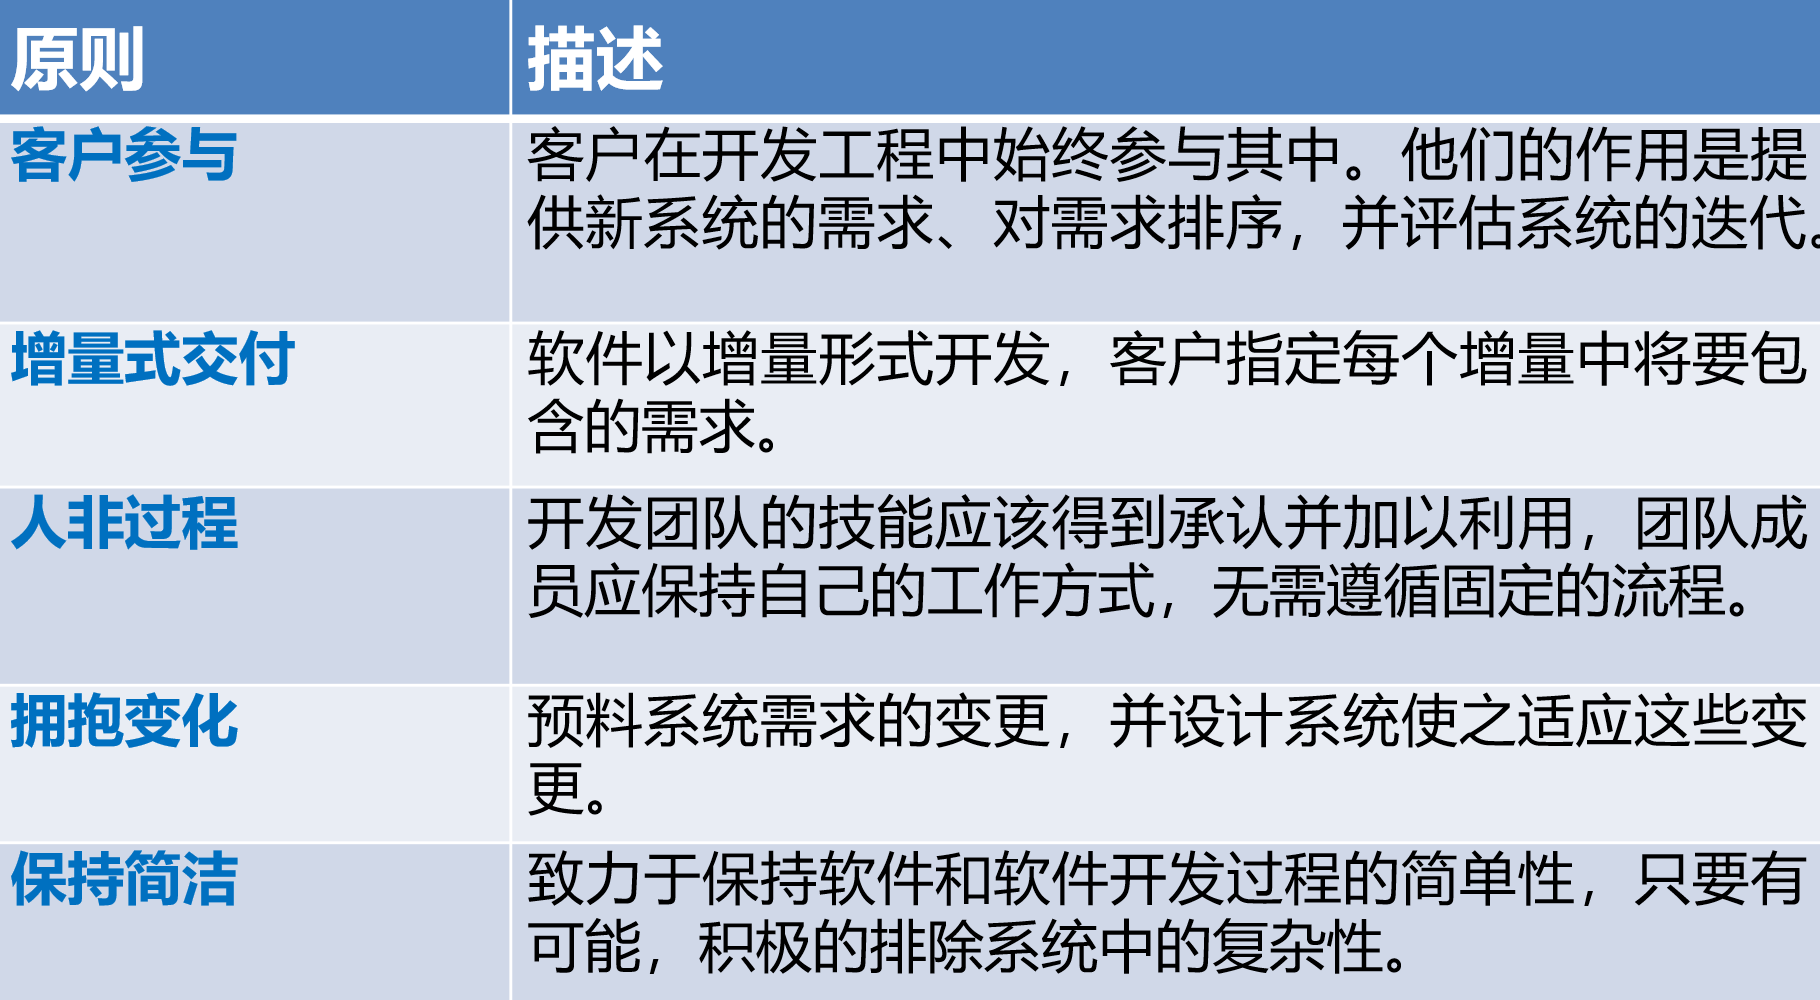 原则
描述
客户参与
客户在开发工程中始终参与其中。他们的作用是提
供新系统的需求、对需求排序，并评估系统的迭代。
增量式交付
软件以增量形式开发，客户指定每个增量中将要包
含的需求。
人非过程
开发团队的技能应该得到承认并加以利用，团队成
员应保持自己的工作方式，无需遵循固定的流程。
拥抱变化
预料系统需求的变更，并设计系统使之适应这些变
更。
保持简洁
致力于保持软件和软件开发过程的简单性，只要有
可能，积极的排除系统中的复杂性。